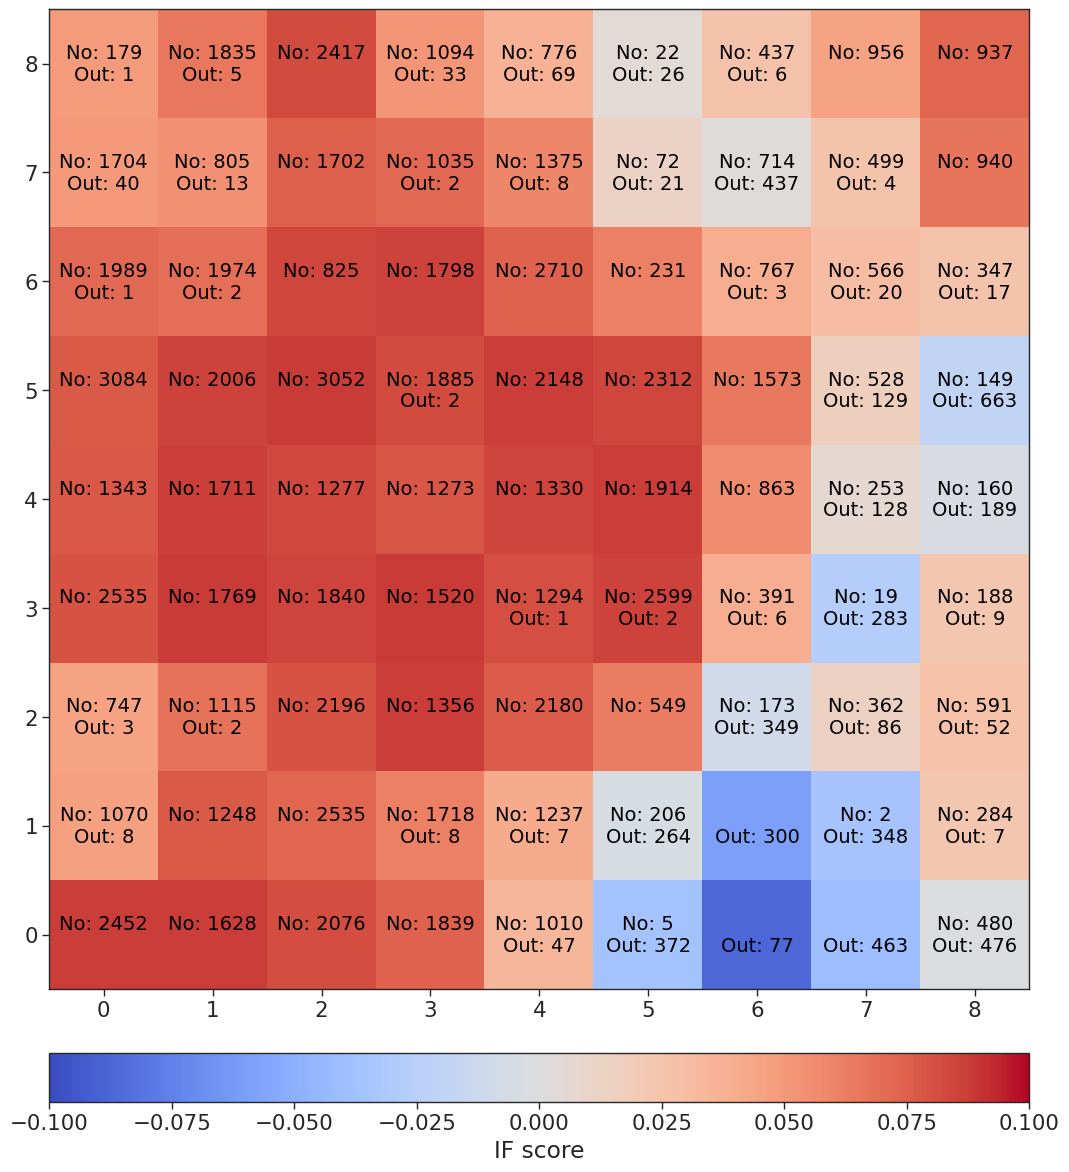 8
No: 179
Out: 1
No: 1835
Out: 5
No: 2417
No: 1094
Out: 33
No: 776
Out: 69
No: 22
Out: 26
No: 437
Out: 6
No: 956
No: 937
7
No: 1704
Out: 40
No: 805
Out: 13
No: 1702
No: 1035
Out: 2
No: 1375
Out: 8
No: 72
Out: 21
No: 714
Out: 437
No: 499
Out: 4
No: 940
6
No: 1989
Out: 1
No: 1974
Out: 2
No: 825
No: 1798
No: 2710
No: 231
No: 767
Out: 3
No: 566
Out: 20
No: 347
Out: 17
5
No: 3084
No: 2006
No: 3052
No: 1885
Out: 2
No: 2148
No: 2312
No: 1573
No: 528
Out: 129
No: 149
Out: 663
4
No: 1343
No: 1711
No: 1277
No: 1273
No: 1330
No: 1914
No: 863
No: 253
Out: 128
No: 160
Out: 189
3
No: 2535
No: 1769
No: 1840
No: 1520
No: 1294
Out: 1
No: 2599
Out: 2
No: 391
Out: 6
No: 19
Out: 283
No: 188
Out: 9
2
No: 747
Out: 3
No: 1115
Out: 2
No: 2196
No: 1356
No: 2180
No: 549
No: 173
Out: 349
No: 362
Out: 86
No: 591
Out: 52
1
No: 1070
Out: 8
No: 1248
No: 2535
No: 1718
Out: 8
No: 1237
Out: 7
No: 206
Out: 264
Out: 300
No: 2
Out: 348
No: 284
Out: 7
0
No: 2452
No: 1628
No: 2076
No: 1839
No: 1010
Out: 47
No: 5
Out: 372
Out: 77
Out: 463
No: 480
Out: 476
0 1 2 3 4 5 6 7 8
−0.100 −0.075 −0.050 −0.025 0.000 0.025 0.050 0.075 0.100
IF score